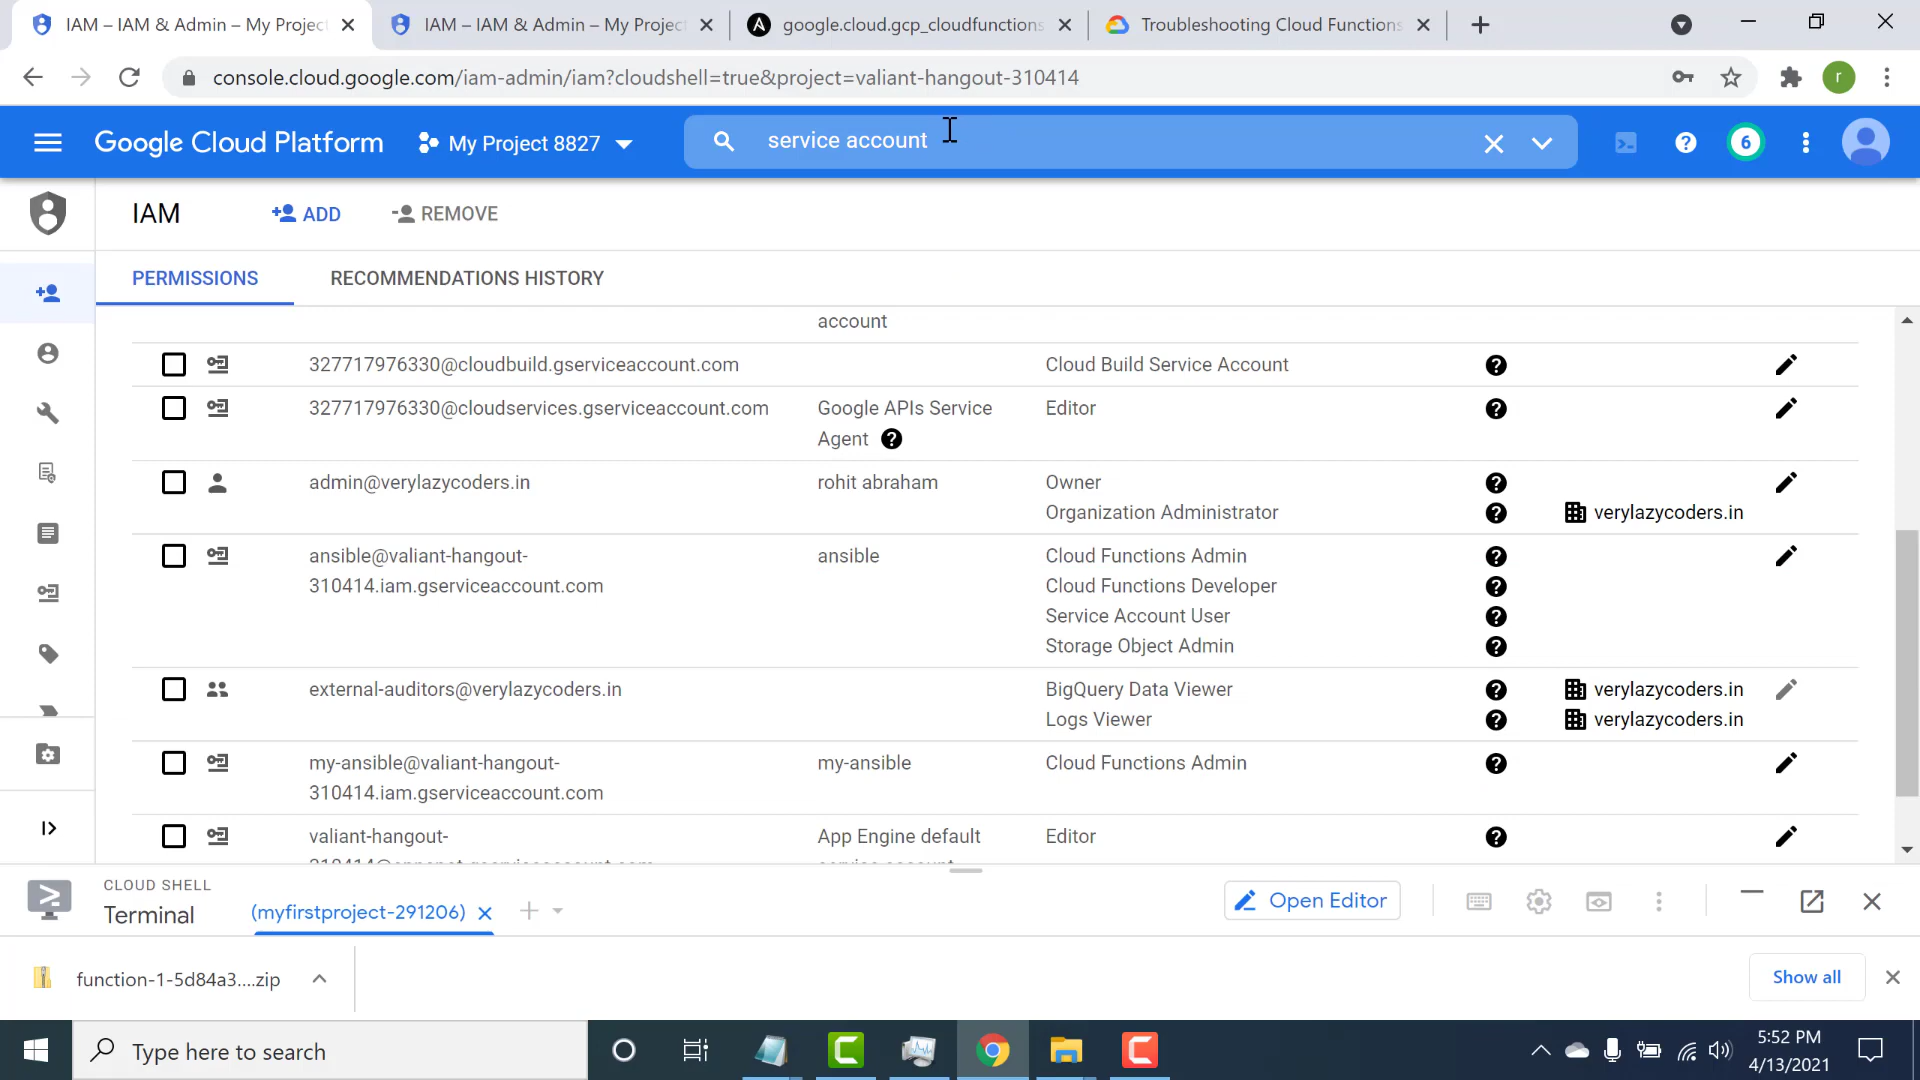 IAM – IAM & Admin – My Project
IAM – IAM & Admin – My Project
google.cloud.gcp_cloudfunctions
Troubleshooting Cloud Functions
console.cloud.google.com/iam-admin/iam?cloudshell=true&project=valiant-hangout-310414
r
Google Cloud Platform
My Project 8827
service account
6
IAM
ADD
REMOVE
PERMISSIONS
RECOMMENDATIONS HISTORY
account
327717976330@cloudbuild.gserviceaccount.com
Cloud Build Service Account
327717976330@cloudservices.gserviceaccount.com
Google APIs Service
Agent
Editor
admin@verylazycoders.in
rohit abraham
Owner
Organization Administrator
verylazycoders.in
ansible@valiant-hangout-
310414.iam.gserviceaccount.com
ansible
Cloud Functions Admin
Cloud Functions Developer
Service Account User
Storage Object Admin
external-auditors@verylazycoders.in
BigQuery Data Viewer
verylazycoders.in
Logs Viewer
verylazycoders.in
my-ansible@valiant-hangout-
310414.iam.gserviceaccount.com
my-ansible
Cloud Functions Admin
valiant-hangout-
App Engine default
Editor
CLOUD SHELL
Terminal
(myfirstproject-291206)
Open Editor
function-1-5d84a3....zip
Show all
Type here to search
5:52 PM
4/13/2021